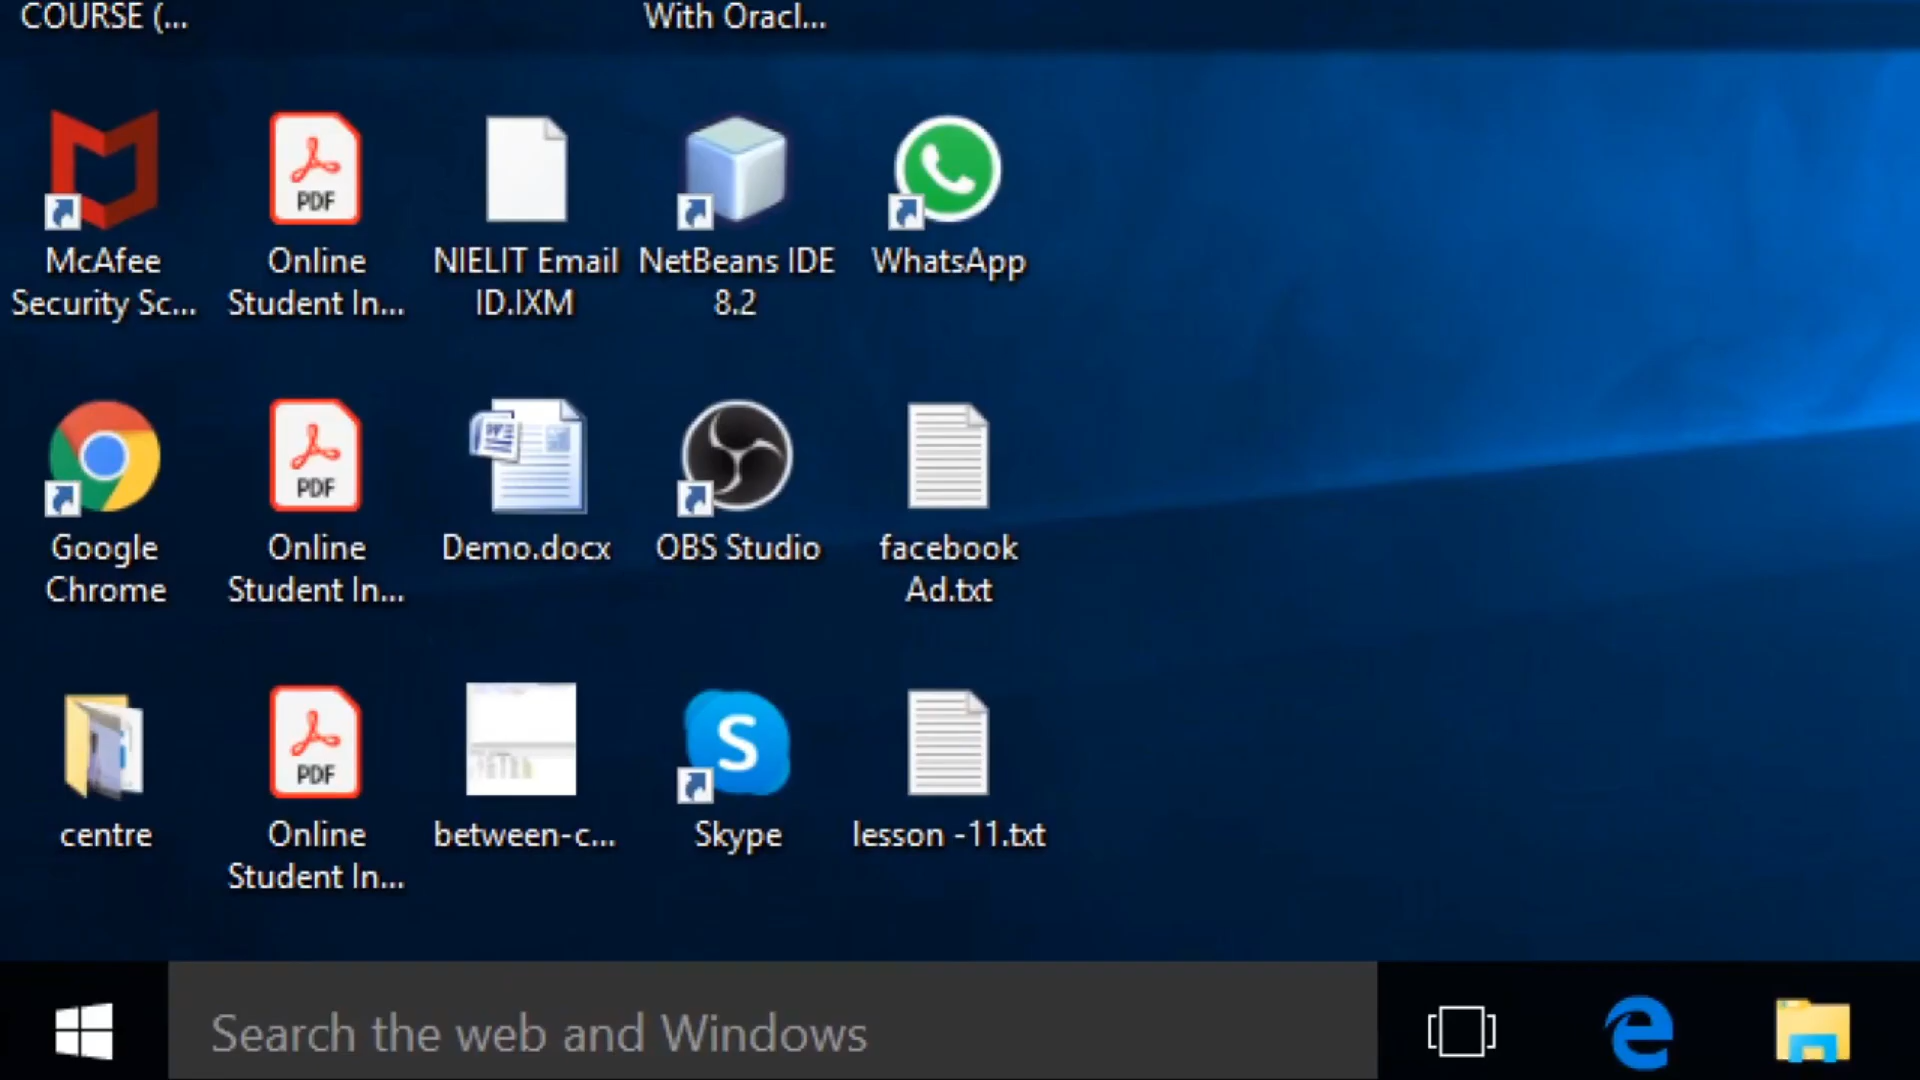 COURSE (...
With Oracl...
PDF
McAfee
Security Sc...
Online
Student In...
NIELIT Email
ID.IXM
NetBeans IDE
8.2
WhatsApp
PDF
Google
Chrome
Online
Student In...
Demo.docx
OBS Studio
facebook
Ad.txt
PDF
S
centre
Online
Student In...
between-c...
Skype
lesson -11.txt
Search the web and Windows